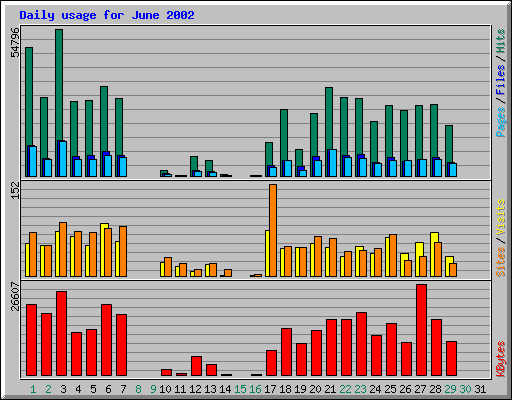 Daily usage for June 2002
54796
Pages / Files / Hits
152
Sites / Visits
26607
KBytes
1 2 3 4 5 6 7 8 9 10 11 12 13 14 15 16 17 18 19 20 21 22 23 24 25 26 27 28 29 30 31